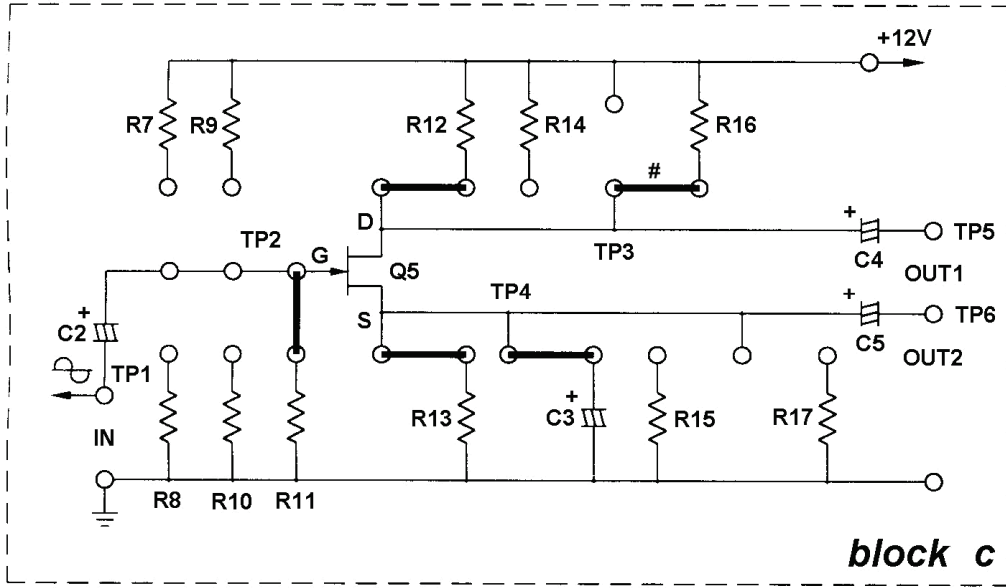 +12V
R7
R9
R12
R14
R16
#
D
TP2
G
Q5
TP3
+
C4
TP5
OUT1
TP4
S
+
C5
TP6
OUT2
+
C2
TP1
IN
R13
+
C3
R15
R17
R8
R10
R11
block c